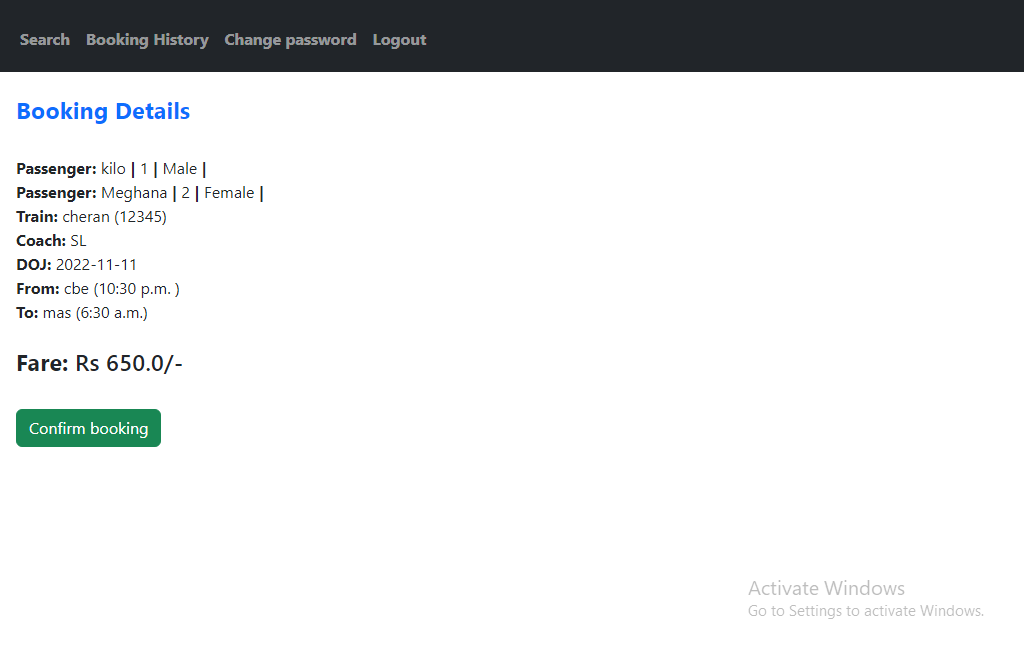 Search Booking History Change password Logout
Booking Details
Passenger: kilo | 1 | Male |
Passenger: Meghana | 2 | Female |
Train: cheran (12345)
Coach: SL
DOJ: 2022-11-11
From: cbe (10:30 p.m. )
To: mas (6:30 a.m.)
Fare: Rs 650.0/-
Confirm booking
Activate Windows
Go to Settings to activate Windows.